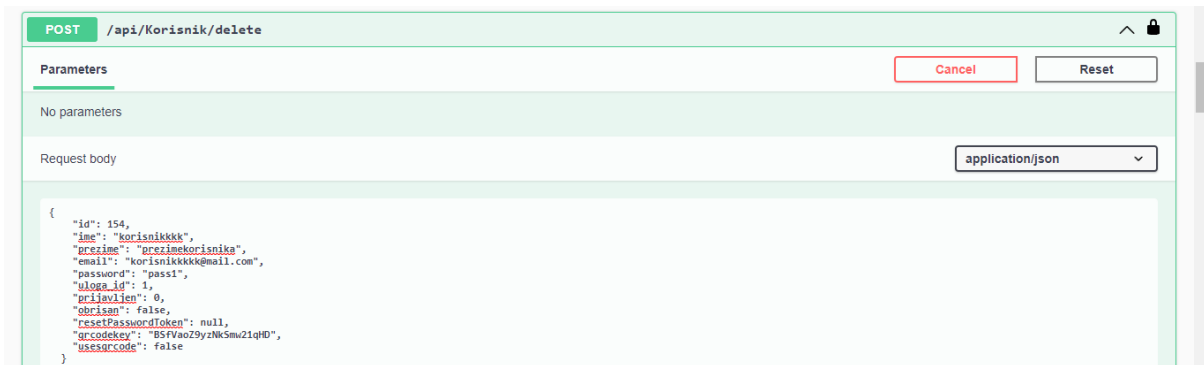 POST /api/Korisnik/delete
Parameters
Cancel
Reset
No parameters
Request body
application/json
{
"id": 154,
"ime": "korisnikkkk",
"prezime": "prezimekorisnika",
"email": "korisnikkkkk@mail.com",
"password": "pass1",
"uloga_id": 1,
"prijavljen": 0,
"obrisan": false,
"resetPasswordToken": null,
"qrcodekey": "BSfVaoZ9yzNkSmw21qHD",
"usesqrcode": false
}